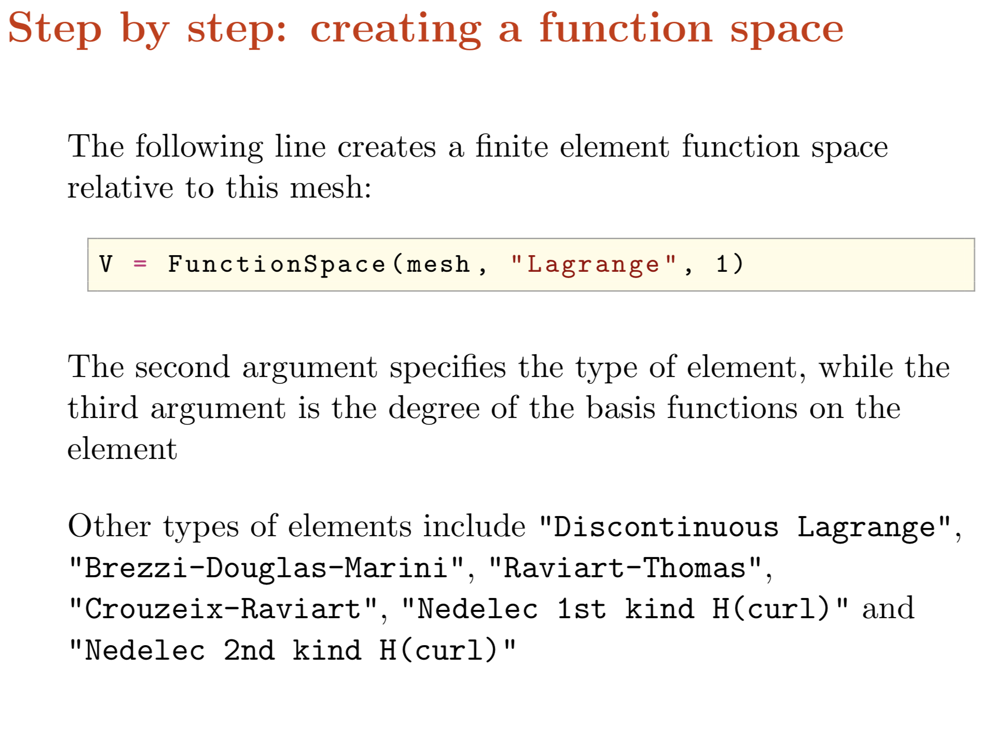 Step by step: creating a function space
The following line creates a finite element function space
relative to this mesh:
V = FunctionSpace(mesh, "Lagrange", 1)
The second argument specifies the type of element, while the
third argument is the degree of the basis functions on the
element
Other types of elements include "Discontinuous Lagrange",
"Brezzi-Douglas-Marini", "Raviart-Thomas",
"Crouzeix-Raviart", "Nedelec 1st kind H(curl)" and
"Nedelec 2nd kind H(curl)"